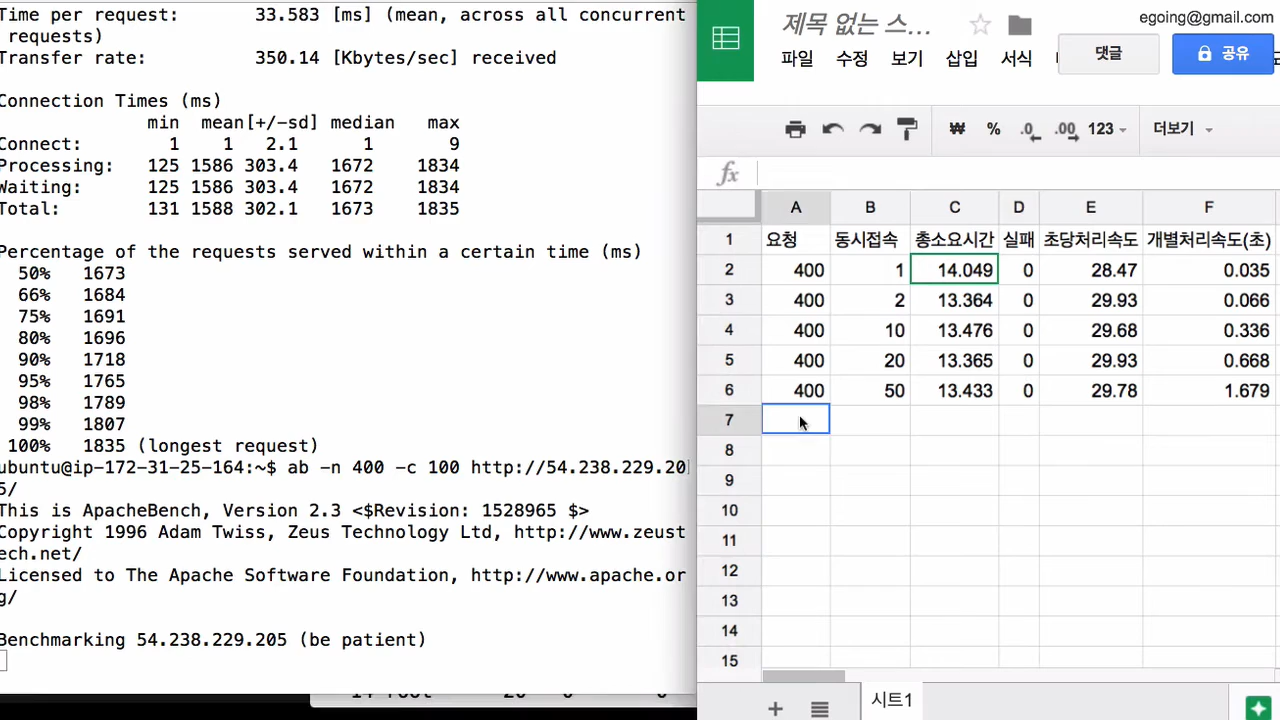 Time per request: 33.583 [ms] (mean, across all concurrent
requests)
Transfer rate: 350.14 [Kbytes/sec] received
Connection Times (ms)
min mean[+/-sd] median max
Connect: 1 1 2.1 1 9
Processing: 125 1586 303.4 1672 1834
Waiting: 125 1586 303.4 1672 1834
Total: 131 1588 302.1 1673 1835
Percentage of the requests served within a certain time (ms)
50% 1673
66% 1684
75% 1691
80% 1696
90% 1718
95% 1765
98% 1789
99% 1807
100% 1835 (longest request)
ubuntu@ip-172-31-25-164:~$ ab -n 400 -c 100 http://54.238.229.20
5/
This is ApacheBench, Version 2.3 <$Revision: 1528965 $>
Copyright 1996 Adam Twiss, Zeus Technology Ltd, http://www.zeust
ech.net/
Licensed to The Apache Software Foundation, http://www.apache.or
g/
Benchmarking 54.238.229.205 (be patient)
egoing@gmail.com
제목 없는 스...
파일 수정 보기 삽입 서식
댓글
공유
₩ % .0 .00 123 더보기
fx
A B C D E F
1 요청 동시접속 총소요시간 실패 초당처리속도 개별처리속도(초)
2 400 1 14.049 0 28.47 0.035
3 400 2 13.364 0 29.93 0.066
4 400 10 13.476 0 29.68 0.336
5 400 20 13.365 0 29.93 0.668
6 400 50 13.433 0 29.78 1.679
7
8
9
10
11
12
13
14
15
시트1